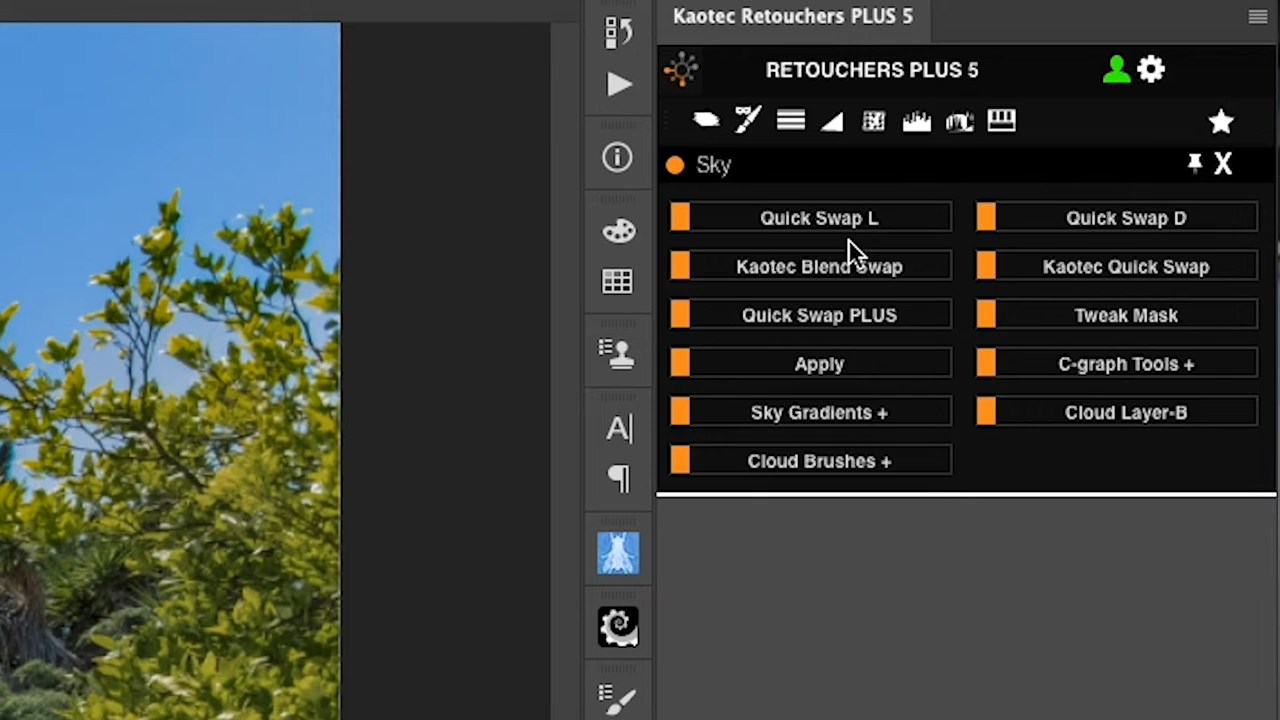 Kaotec Retouchers PLUS 5
RETOUCHERS PLUS 5
Sky
X
Quick Swap L
Quick Swap D
Kaotec Blend Swap
Kaotec Quick Swap
Quick Swap PLUS
Tweak Mask
Apply
C-graph Tools +
Sky Gradients +
Cloud Layer-B
Cloud Brushes +
A|